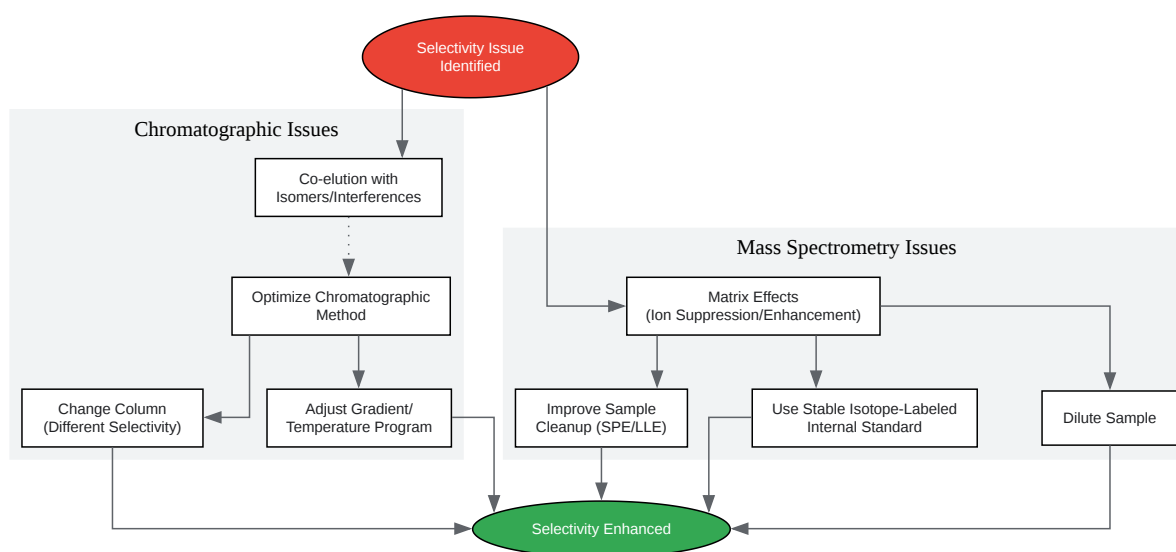 Selectivity Issue
Identified
Chromatographic Issues
Co-elution with
Isomers/Interferences
Optimize Chromatographic
Method
Change Column
(Different Selectivity)
Adjust Gradient/
Temperature Program
Mass Spectrometry Issues
Matrix Effects
(Ion Suppression/Enhancement)
Improve Sample
Cleanup (SPE/LLE)
Use Stable Isotope-Labeled
Internal Standard
Dilute Sample
Selectivity Enhanced